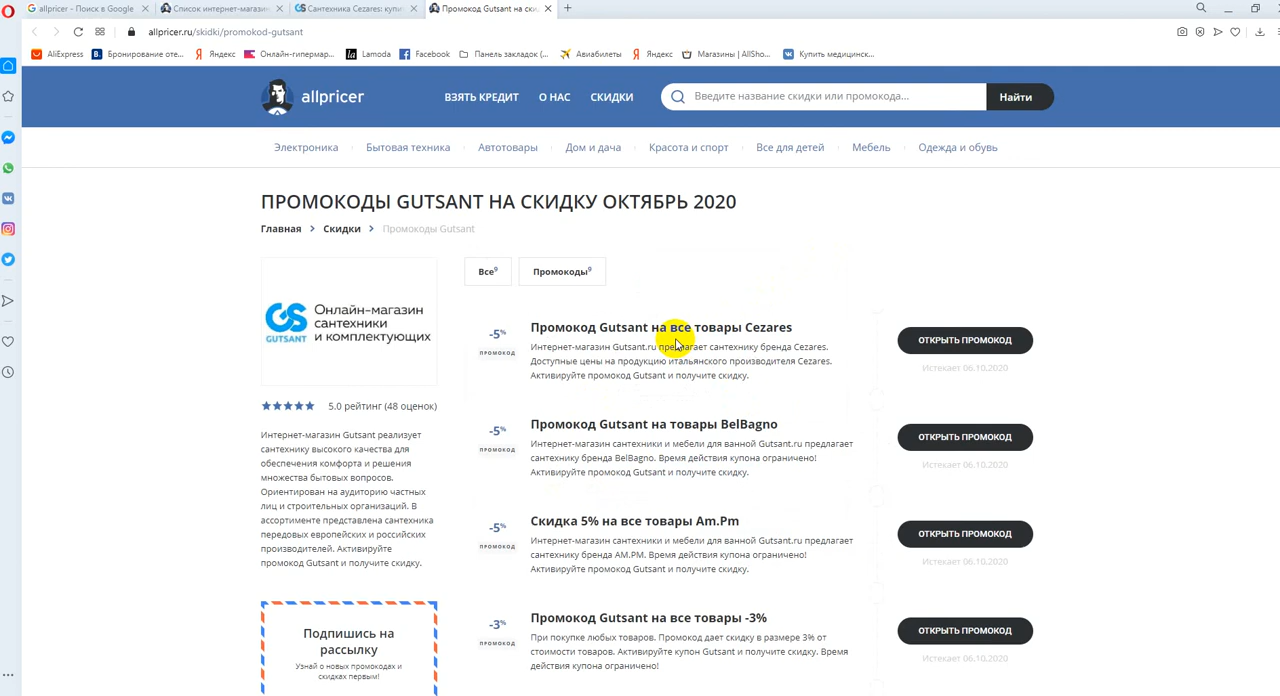 allpricer - Поиск в Google
Список интернет-магазин
Сантехника Cezares: купи
Промокод Gutsant на ски
allpricer.ru/skidki/promokod-gutsant
AliExpress
Бронирование оте...
Яндекс
Онлайн-гипермар...
la Lamoda
Facebook
Панель закладок (...
Авиабилеты
Яндекс
Магазины | AllSho...
Купить медицинск...
allpricer
ВЗЯТЬ КРЕДИТ
О НАС
СКИДКИ
Введите название скидки или промокода...
Найти
Электроника
Бытовая техника
Автотовары
Дом и дача
Красота и спорт
Все для детей
Мебель
Одежда и обувь
ПРОМОКОДЫ GUTSANT НА СКИДКУ ОКТЯБРЬ 2020
Главная > Скидки > Промокоды Gutsant
GS GUTSANT
Онлайн-магазин
сантехники
и комплектующих
5.0 рейтинг (48 оценок)
Интернет-магазин Gutsant реализует
сантехнику высокого качества для
обеспечения комфорта и решения
множества бытовых вопросов.
Ориентирован на аудиторию частных
лиц и строительных организаций. В
ассортименте представлена сантехника
передовых европейских и российских
производителей. Активируйте
промокод Gutsant и получите скидку.
Подпишись на
рассылку
Узнай о новых промокодах и
скидках первым!
Все9
Промокоды9
-5%
ПРОМОКОД
Промокод Gutsant на все товары Cezares
Интернет-магазин Gutsant.ru предлагает сантехнику бренда Cezares.
Доступные цены на продукцию итальянского производителя Cezares.
Активируйте промокод Gutsant и получите скидку.
ОТКРЫТЬ ПРОМОКОД
Истекает 06.10.2020
-5%
ПРОМОКОД
Промокод Gutsant на товары BelBagno
Интернет-магазин сантехники и мебели для ванной Gutsant.ru предлагает
сантехнику бренда BelBagno. Время действия купона ограничено!
Активируйте промокод Gutsant и получите скидку.
ОТКРЫТЬ ПРОМОКОД
Истекает 06.10.2020
-5%
ПРОМОКОД
Скидка 5% на все товары Am.Pm
Интернет-магазин сантехники и мебели для ванной Gutsant.ru предлагает
сантехнику бренда AM.PM. Время действия купона ограничено!
Активируйте промокод Gutsant и получите скидку.
ОТКРЫТЬ ПРОМОКОД
Истекает 06.10.2020
-3%
ПРОМОКОД
Промокод Gutsant на все товары -3%
При покупке любых товаров. Промокод дает скидку в размере 3% от
стоимости товаров. Активируйте купон Gutsant и получите скидку. Время
действия купона ограничено!
ОТКРЫТЬ ПРОМОКОД
Истекает 06.10.2020